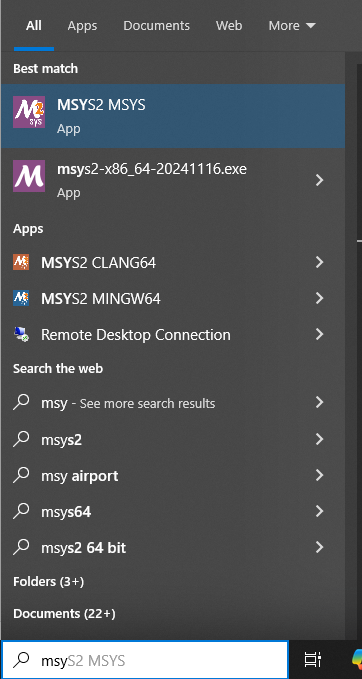 All Apps Documents Web More
Best match
MSYS2 MSYS
App
msys2-x86_64-20241116.exe
App
Apps
MSYS2 CLANG64
MSYS2 MINGW64
Remote Desktop Connection
Search the web
msy - See more search results
msys2
msy airport
msys64
msys2 64 bit
Folders (3+)
Documents (22+)
msyS2 MSYS